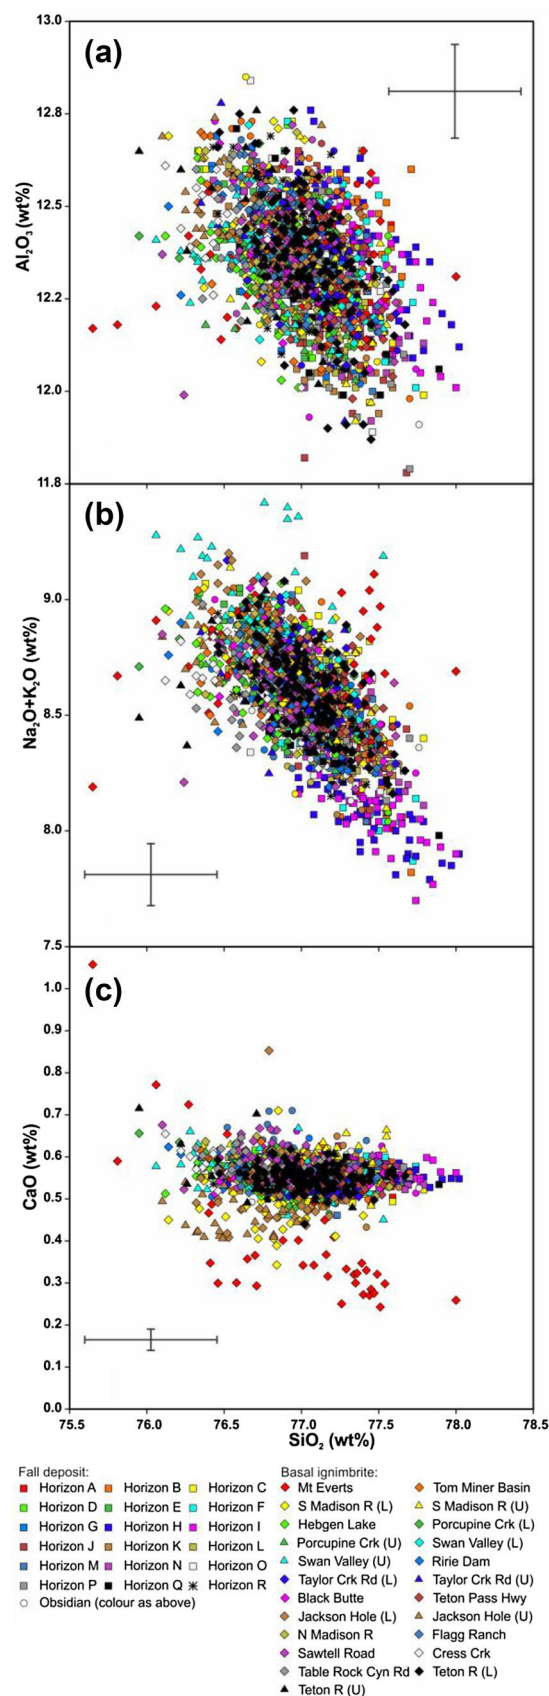 13.0
(a)
12.8
12.5
12.2
12.0
11.8
Al₂O₃ (wt%)
(b)
9.0
8.5
8.0
7.5
Na₂O+K₂O (wt%)
(c)
1.0
0.9
0.8
0.7
0.6
0.5
0.4
0.3
0.2
0.1
0.0
CaO (wt%)
75.5 76.0 76.5 77.0 77.5 78.0 78.5
SiO₂ (wt%)
Fall deposit:
Horizon A Horizon B Horizon C
Horizon D Horizon E Horizon F
Horizon G Horizon H Horizon I
Horizon J Horizon K Horizon L
Horizon M Horizon N Horizon O
Horizon P Horizon Q Horizon R
Obsidian (colour as above)
Basal ignimbrite:
Mt Everts Tom Miner Basin
S Madison R (L) S Madison R (U)
Hebgen Lake Porcupine Crk (L)
Porcupine Crk (U) Swan Valley (L)
Swan Valley (U) Ririe Dam
Taylor Crk Rd (L) Taylor Crk Rd (U)
Black Butte Teton Pass Hwy
Jackson Hole (L) Jackson Hole (U)
N Madison R Flagg Ranch
Sawtell Road Cress Crk
Table Rock Cyn Rd Teton R (L)
Teton R (U)